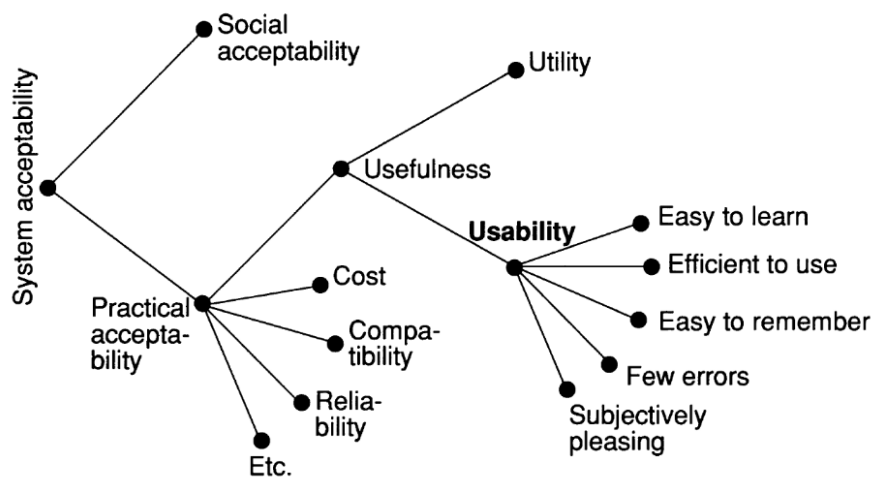 System acceptability
Social
acceptability
Practical
accepta-
bility
Usefulness
Cost
Compa-
tibility
Relia-
bility
Etc.
Utility
Usability
Easy to learn
Efficient to use
Easy to remember
Few errors
Subjectively
pleasing